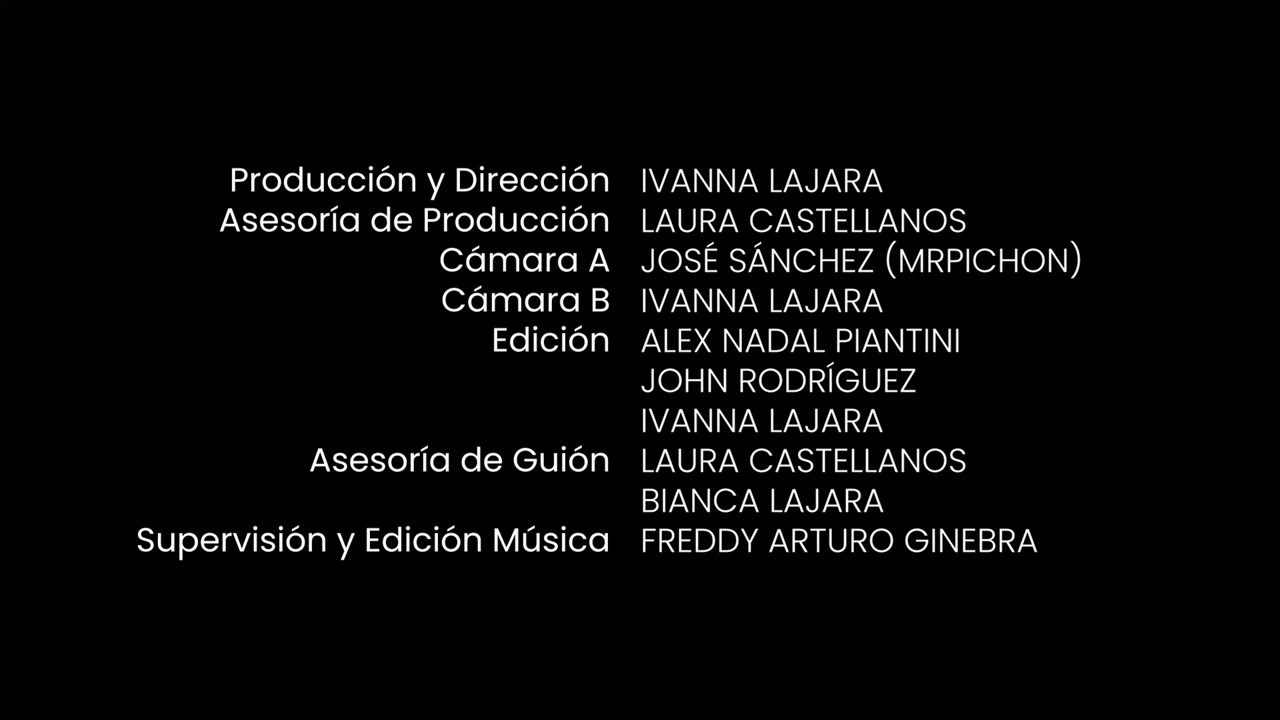 Producción y Dirección IVANNA LAJARA
Asesoría de Producción LAURA CASTELLANOS
Cámara A JOSÉ SÁNCHEZ (MRPICHON)
Cámara B IVANNA LAJARA
Edición ALEX NADAL PIANTINI
JOHN RODRÍGUEZ
IVANNA LAJARA
Asesoría de Guión LAURA CASTELLANOS
BIANCA LAJARA
Supervisión y Edición Música FREDDY ARTURO GINEBRA